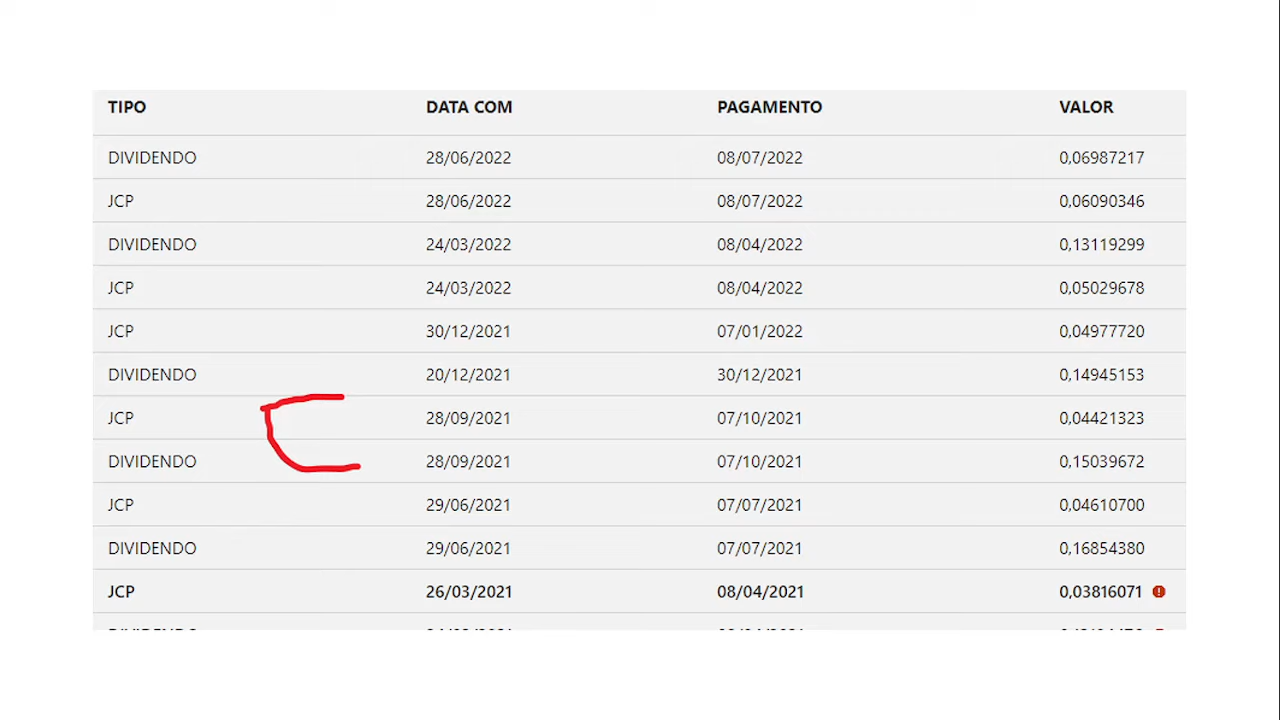 TIPO DATA COM PAGAMENTO VALOR
DIVIDENDO 28/06/2022 08/07/2022 0,06987217
JCP 28/06/2022 08/07/2022 0,06090346
DIVIDENDO 24/03/2022 08/04/2022 0,13119299
JCP 24/03/2022 08/04/2022 0,05029678
JCP 30/12/2021 07/01/2022 0,04977720
DIVIDENDO 20/12/2021 30/12/2021 0,14945153
JCP 28/09/2021 07/10/2021 0,04421323
DIVIDENDO 28/09/2021 07/10/2021 0,15039672
JCP 29/06/2021 07/07/2021 0,04610700
DIVIDENDO 29/06/2021 07/07/2021 0,16854380
JCP 26/03/2021 08/04/2021 0,03816071